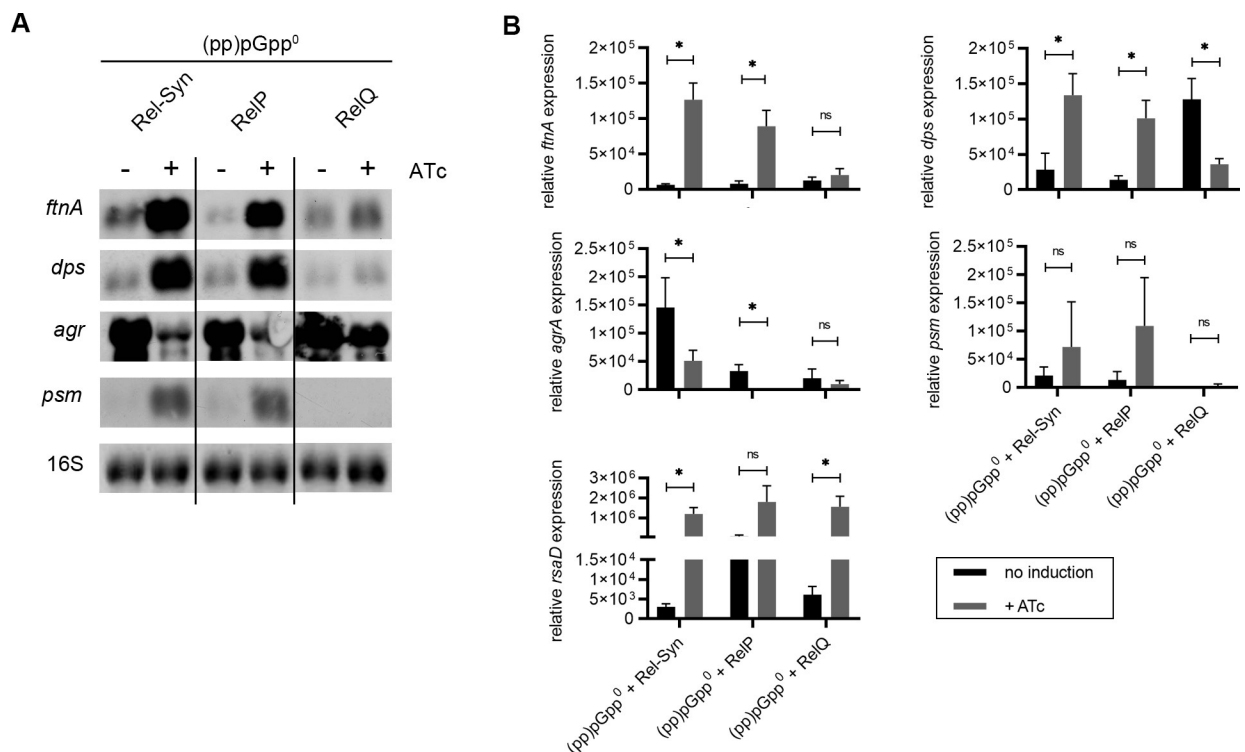 A
(pp)pGpp⁰
Rel-Syn
RelP
RelQ
- + - + - + ATc
ftnA
dps
agr
psm
16S
B
relative ftnA expression
2×10⁵
1.5×10⁵
1×10⁵
5×10⁴
0
*
*
ns
relative dps expression
2×10⁵
1.5×10⁵
1×10⁵
5×10⁴
0
*
*
*
relative agrA expression
2.5×10⁵
2×10⁵
1.5×10⁵
1×10⁵
5×10⁴
0
*
*
ns
relative psm expression
2.5×10⁵
2×10⁵
1.5×10⁵
1×10⁵
5×10⁴
0
ns
ns
ns
(pp)pGpp⁰ + Rel-Syn
(pp)pGpp⁰ + RelP
(pp)pGpp⁰ + RelQ
relative rsaD expression
3×10⁶
2×10⁶
1×10⁶
1.5×10⁴
5×10³
0
*
ns
*
(pp)pGpp⁰ + Rel-Syn
(pp)pGpp⁰ + RelP
(pp)pGpp⁰ + RelQ
no induction
+ ATc